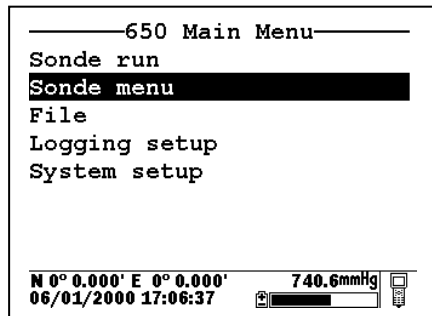 650 Main Menu
Sonde run
Sonde menu
File
Logging setup
System setup
N 0° 0.000' E 0° 0.000' 740.6mmHg
06/01/2000 17:06:37